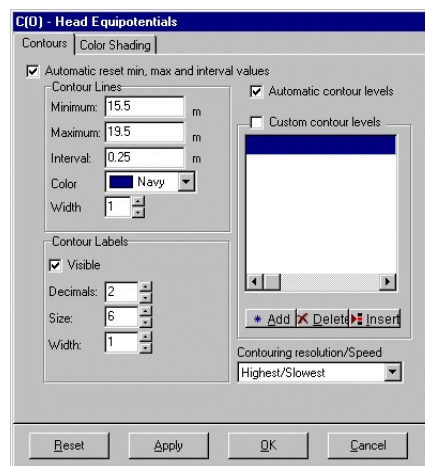 C(O) - Head Equipotentials
Contours Color Shading
Automatic reset min, max and interval values
Contour Lines
Minimum: 15.5 m
Maximum: 19.5 m
Interval: 0.25 m
Color Navy
Width 1
Contour Labels
Visible
Decimals: 2
Size: 6
Width: 1
Automatic contour levels
Custom contour levels
Add Delete Insert
Contouring resolution/Speed
Highest/Slowest
Reset Apply OK Cancel